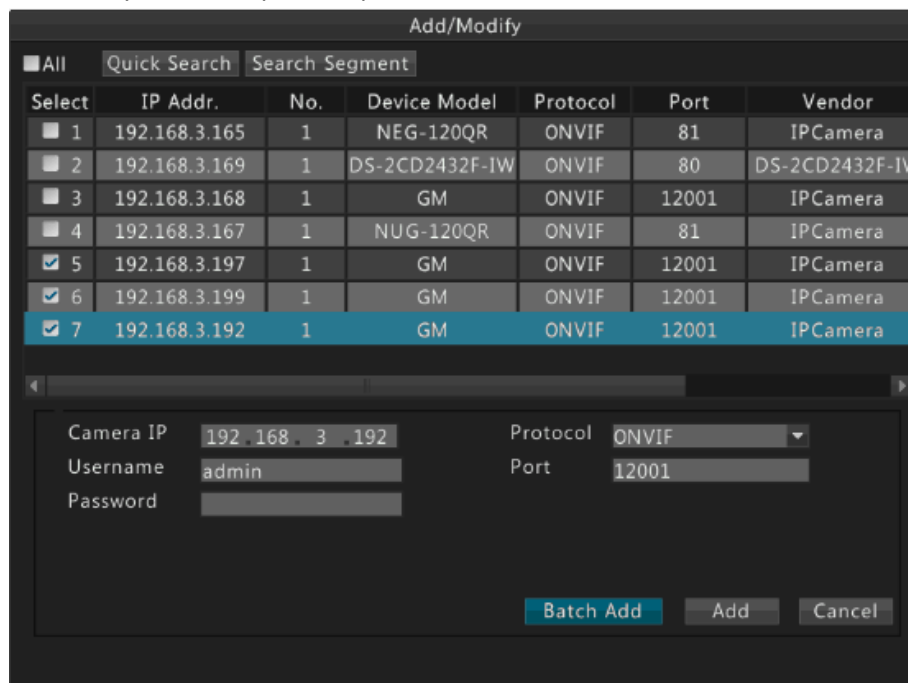 Add/Modify
All Quick Search Search Segment
Select IP Addr. No. Device Model Protocol Port Vendor
1 192.168.3.165 1 NEG-120QR ONVIF 81 IPCamera
2 192.168.3.169 1 DS-2CD2432F-IW ONVIF 80 DS-2CD2432F-IW
3 192.168.3.168 1 GM ONVIF 12001 IPCamera
4 192.168.3.167 1 NUG-120QR ONVIF 81 IPCamera
5 192.168.3.197 1 GM ONVIF 12001 IPCamera
6 192.168.3.199 1 GM ONVIF 12001 IPCamera
7 192.168.3.192 1 GM ONVIF 12001 IPCamera
Camera IP 192.168.3.192 Protocol ONVIF
Username admin Port 12001
Password
Batch Add Add Cancel